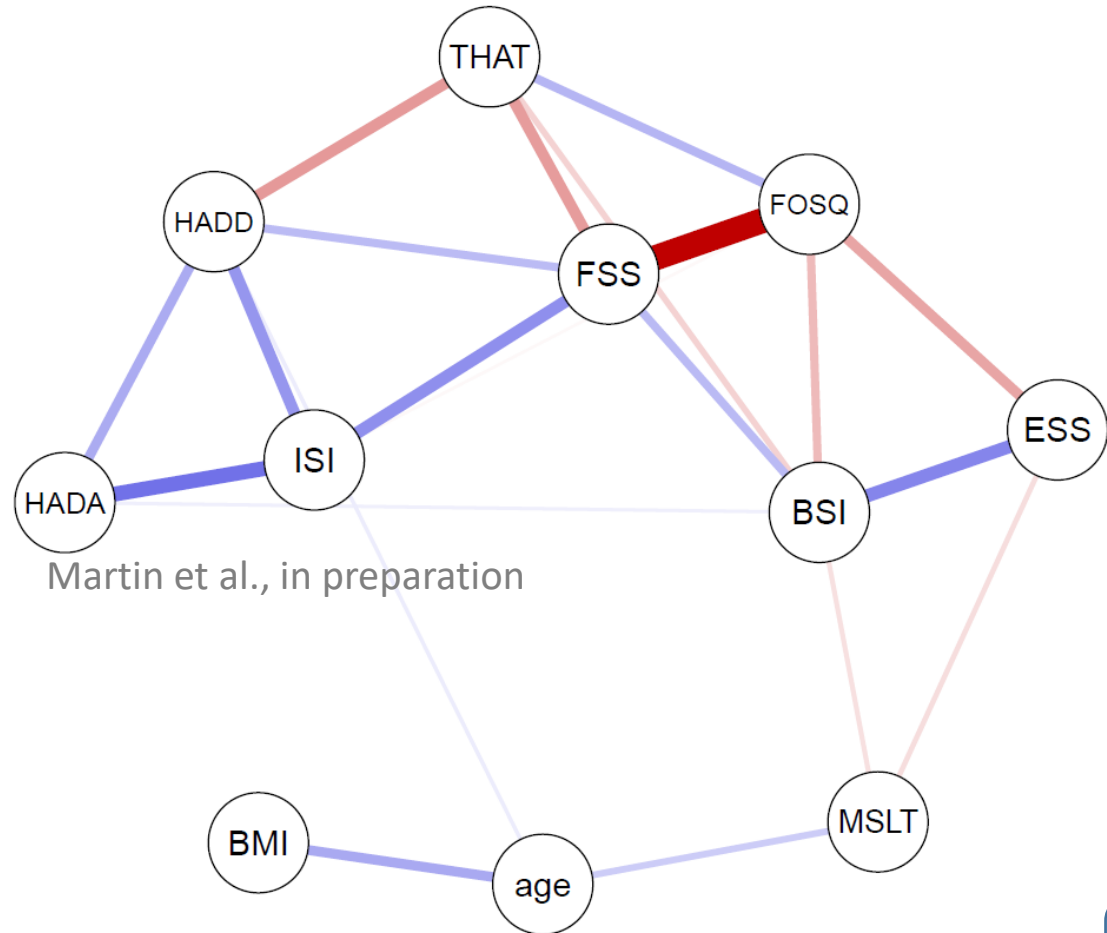 THAT
HADD
FOSQ
FSS
ESS
ISI
HADA
BSI
Martin et al., in preparation
MSLT
BMI
age